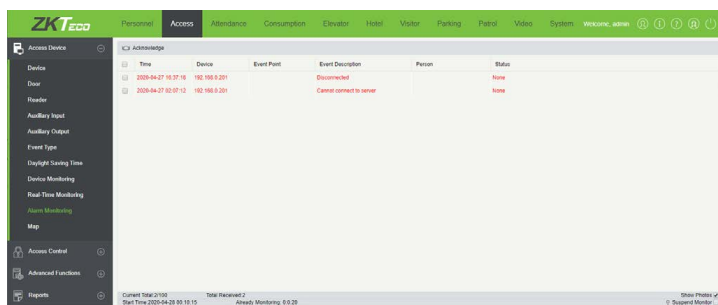 ZKTeco
Personnel Access Attendance Consumption Elevator Hotel Visitor Parking Patrol Video System Welcome, admin
Access Device
Acknowledge
Time Device Event Point Event Description Person Status
Device
2020-04-27 10:37:18 192.168.0.201 Disconnected None
Door
2020-04-27 02:07:12 192.168.0.201 Cannot connect to server None
Reader
Auxiliary Input
Auxiliary Output
Event Type
Daylight Saving Time
Device Monitoring
Real-Time Monitoring
Alarm Monitoring
Map
Access Control
Advanced Functions
Reports
Current Total:2/100 Total Received:2 Show Photos
Start Time:2020-04-28 00:10:15 Already Monitoring: 0:0:28 Suspend Monitor